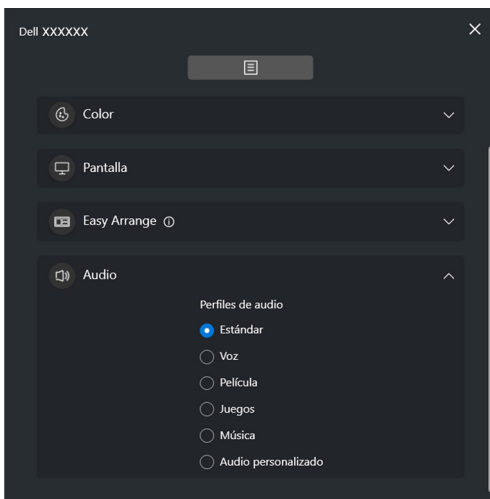 Dell XXXXXX
Color
Pantalla
Easy Arrange
Audio
Perfiles de audio
Estándar
Voz
Película
Juegos
Música
Audio personalizado